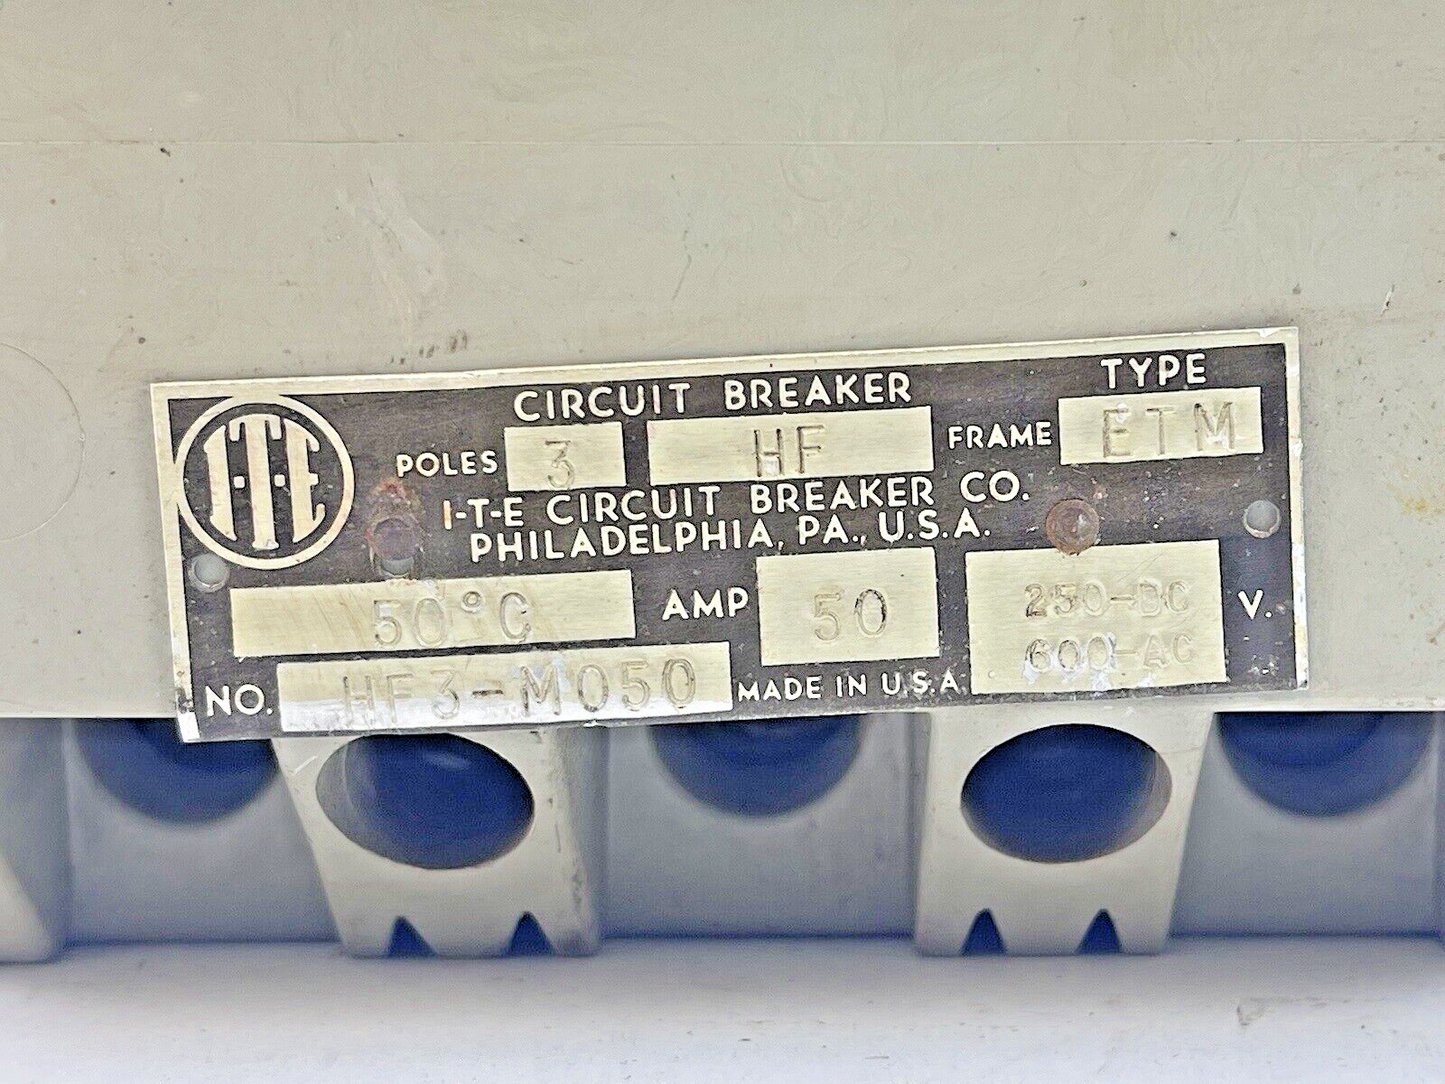 I-T-E
CIRCUIT BREAKER TYPE
POLES 3 HF FRAME ETM
I-T-E CIRCUIT BREAKER CO.
PHILADELPHIA, PA., U.S.A.
50°C AMP 50 250-DC V.
600-AC
NO. HF3-M050 MADE IN U.S.A.